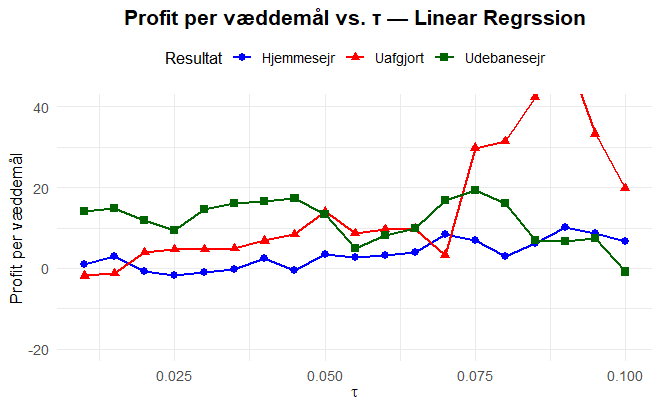 Profit per væddemål vs. τ — Linear Regrssion
Resultat Hjemmesejr Uafgjort Udebanesejr
Profit per væddemål
40
20
0
-20
0.025 0.050 0.075 0.100
τ